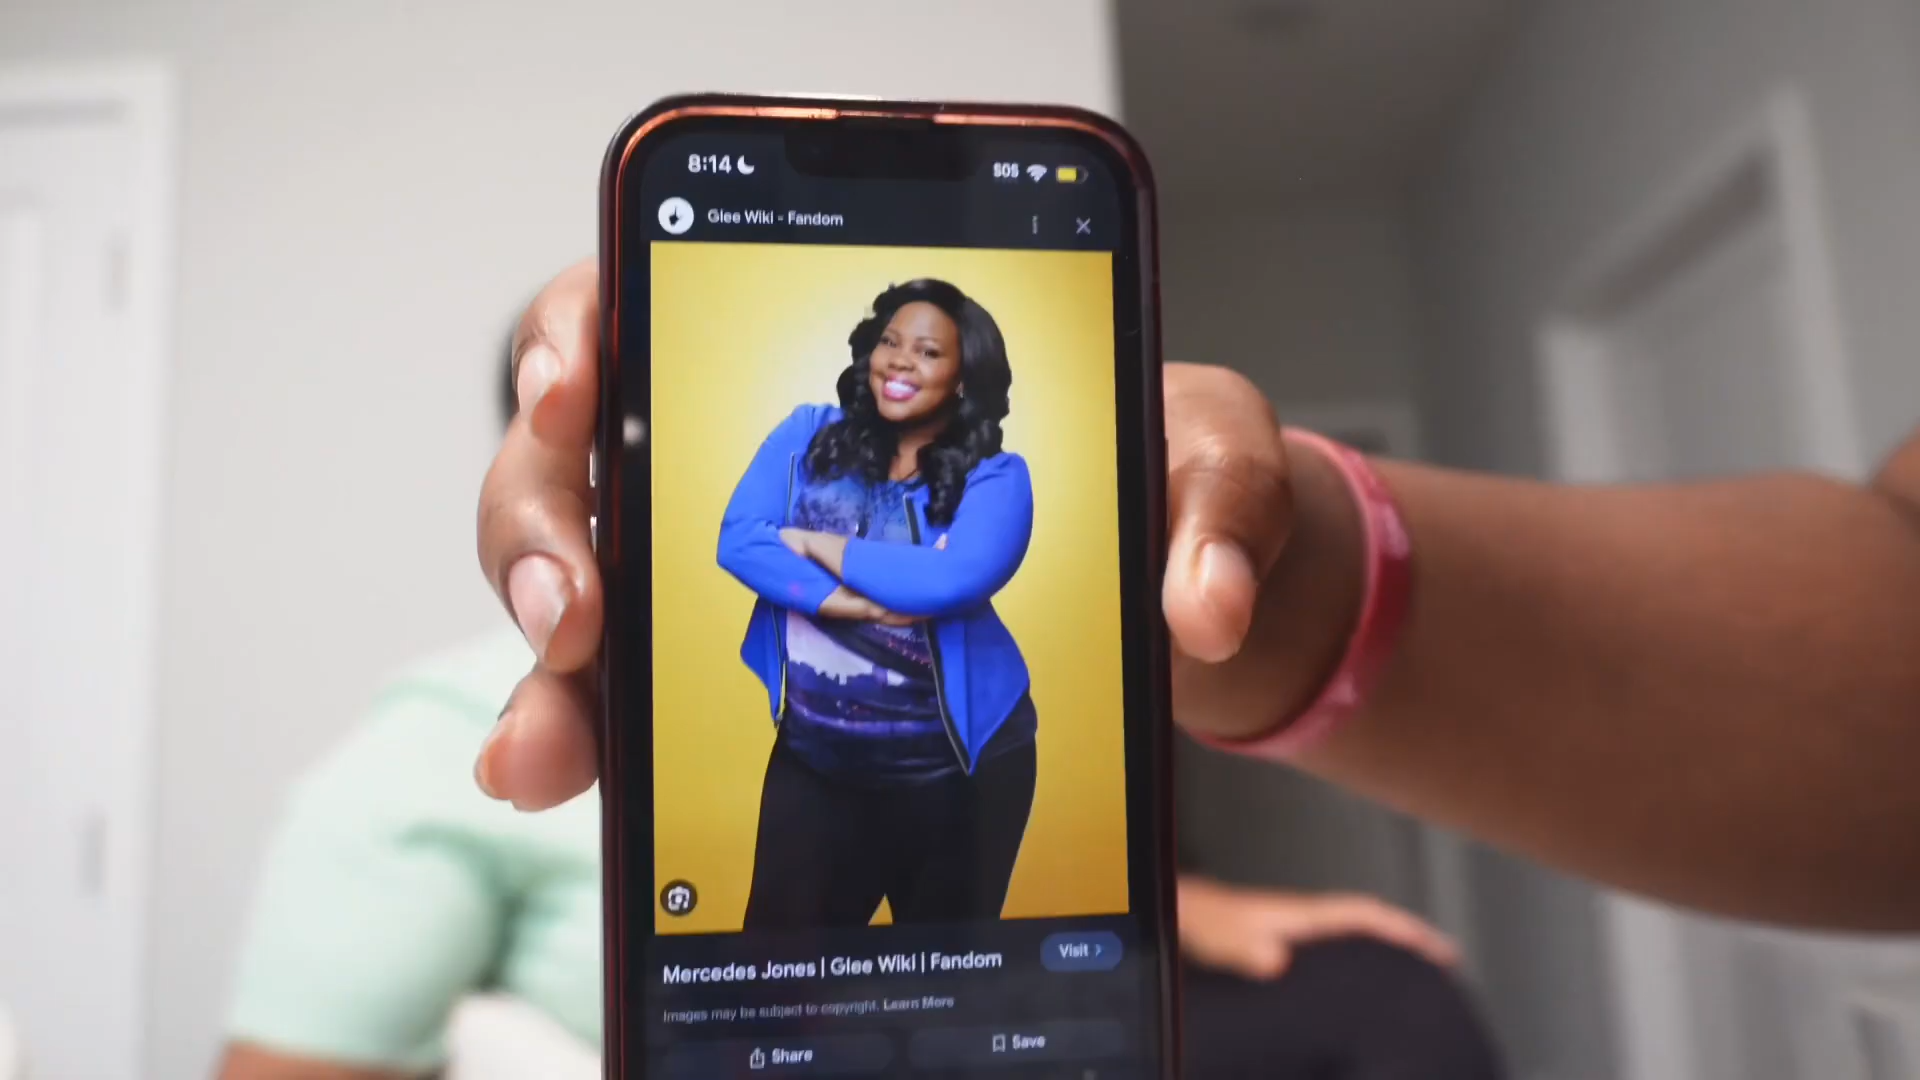 8:14
SOS
Glee Wiki - Fandom
Mercedes Jones | Glee Wiki | Fandom
Visit
Images may be subject to copyright. Learn More
Share
Save